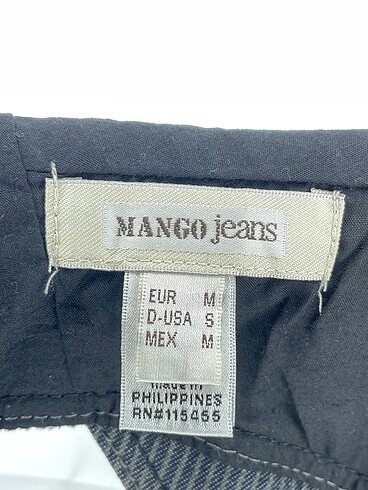 MANGO jeans
EUR M
D-USA S
MEX M
made in
PHILIPPINES
RN#115455